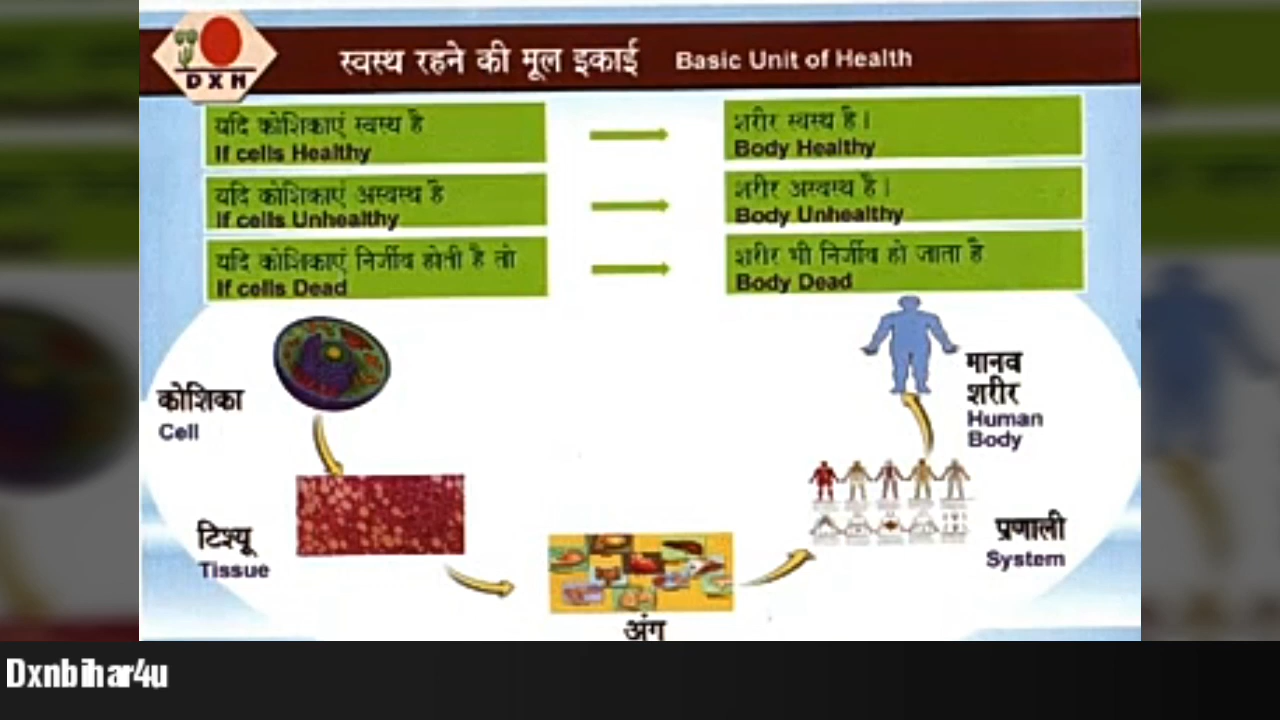 DXN
स्वस्थ रहने की मूल इकाई Basic Unit of Health
यदि कोशिकाएं स्वस्थ है
If cells Healthy
शरीर स्वस्थ है।
Body Healthy
यदि कोशिकाएं अस्वस्थ है
If cells Unhealthy
शरीर अस्वस्थ है।
Body Unhealthy
यदि कोशिकाएं निर्जीव होती है तो
If cells Dead
शरीर भी निर्जीव हो जाता है
Body Dead
कोशिका
Cell
मानव
शरीर
Human
Body
टिश्यू
Tissue
प्रणाली
System
अंग
Dxnbihar4u